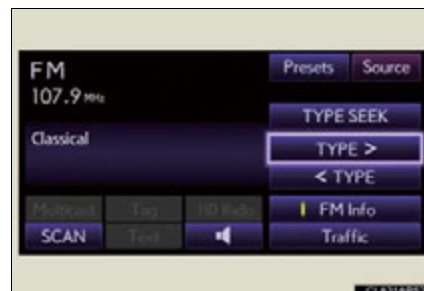 FM
Presets Source
107.9 MHz
TYPE SEEK
Classical
TYPE >
< TYPE
Multicast Tag HD Radio
FM Info
SCAN Text
Traffic